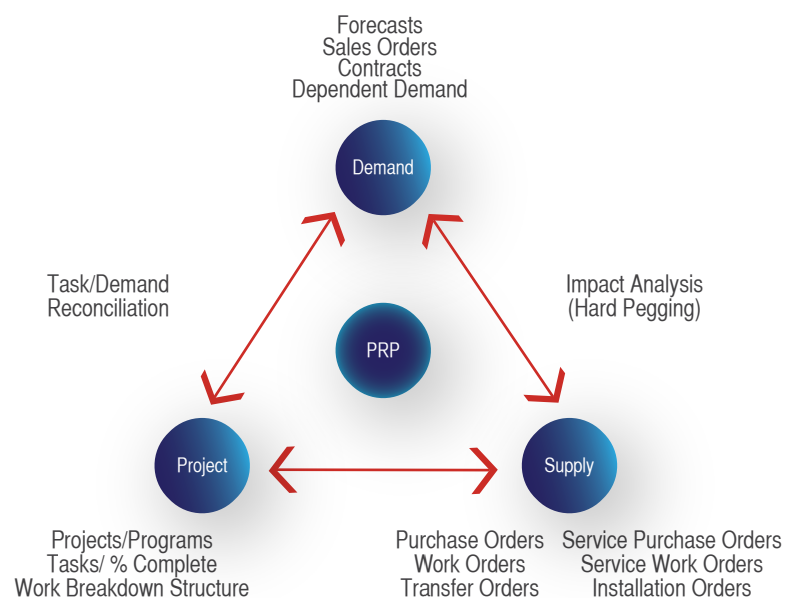 Forecasts
Sales Orders
Contracts
Dependent Demand
Demand
Task/Demand
Reconciliation
Impact Analysis
(Hard Pegging)
PRP
Project
Supply
Projects/Programs
Tasks/ % Complete
Work Breakdown Structure
Purchase Orders
Work Orders
Transfer Orders
Service Purchase Orders
Service Work Orders
Installation Orders